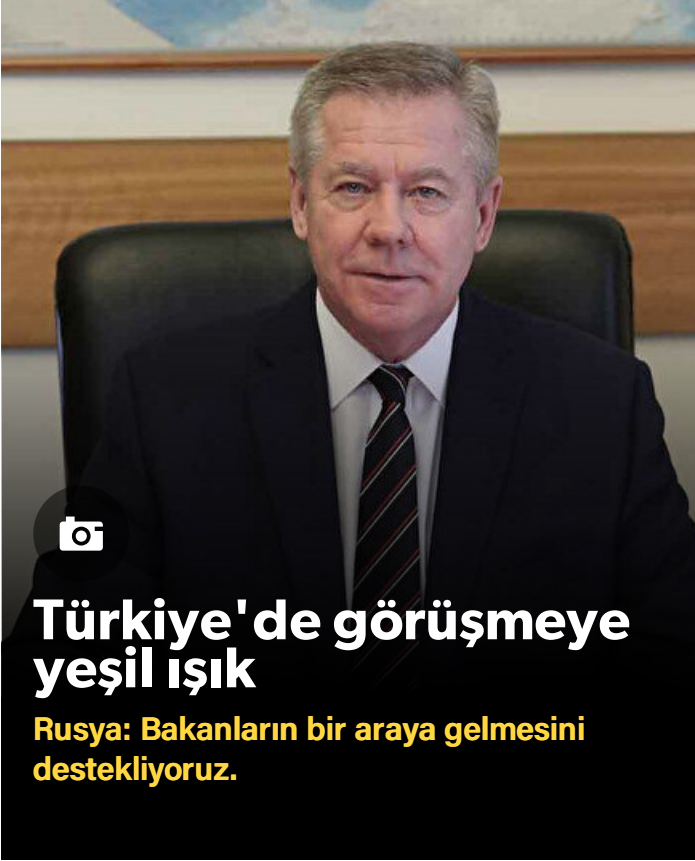 Türkiye'de görüşmeye
yeşil ışık
Rusya: Bakanların bir araya gelmesini
destekliyoruz.